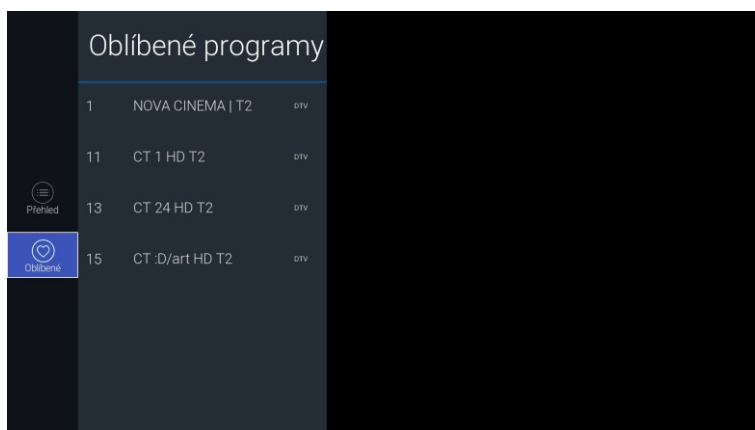 Oblíbené programy
1 NOVA CINEMA | T2 DTV
11 CT 1 HD T2 DTV
Přehled
13 CT 24 HD T2 DTV
Oblíbené
15 CT :D/art HD T2 DTV